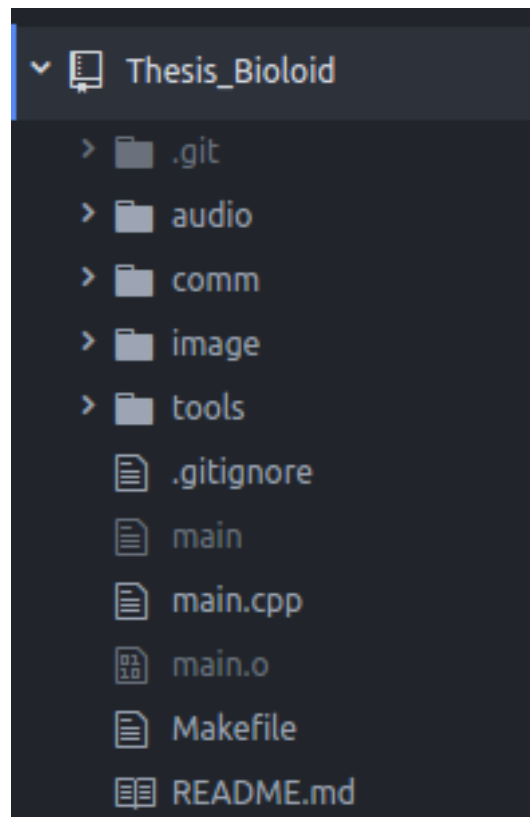 Thesis_Bioloid
.git
audio
comm
image
tools
.gitignore
main
main.cpp
main.o
Makefile
README.md